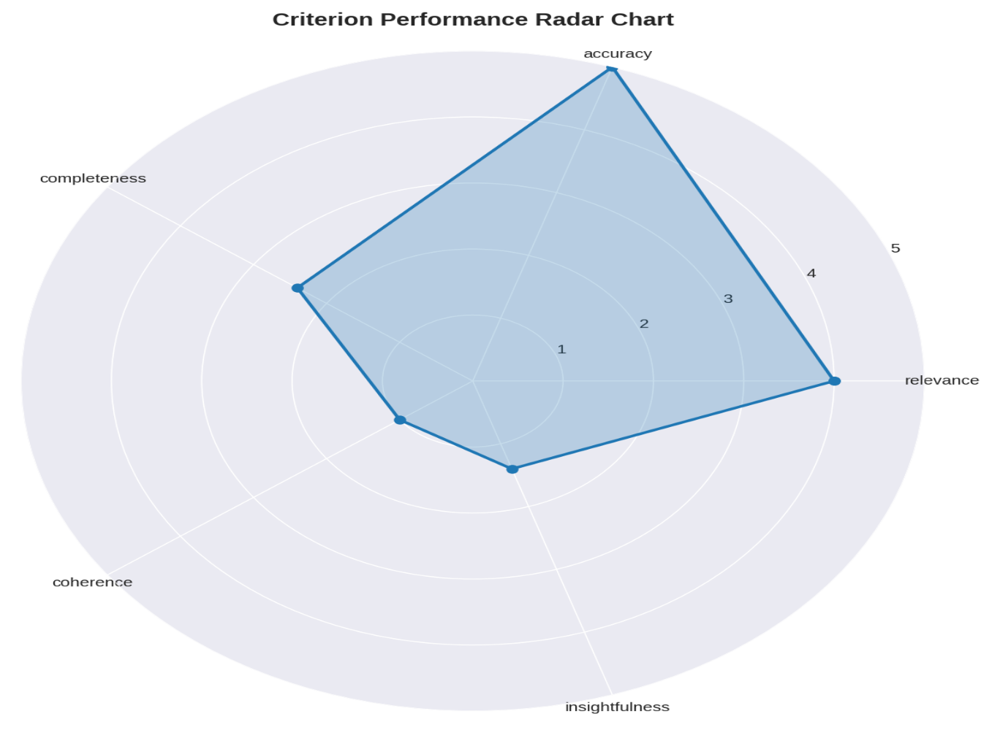 Criterion Performance Radar Chart
accuracy
completeness
5
4
3
2
1
relevance
coherence
insightfulness